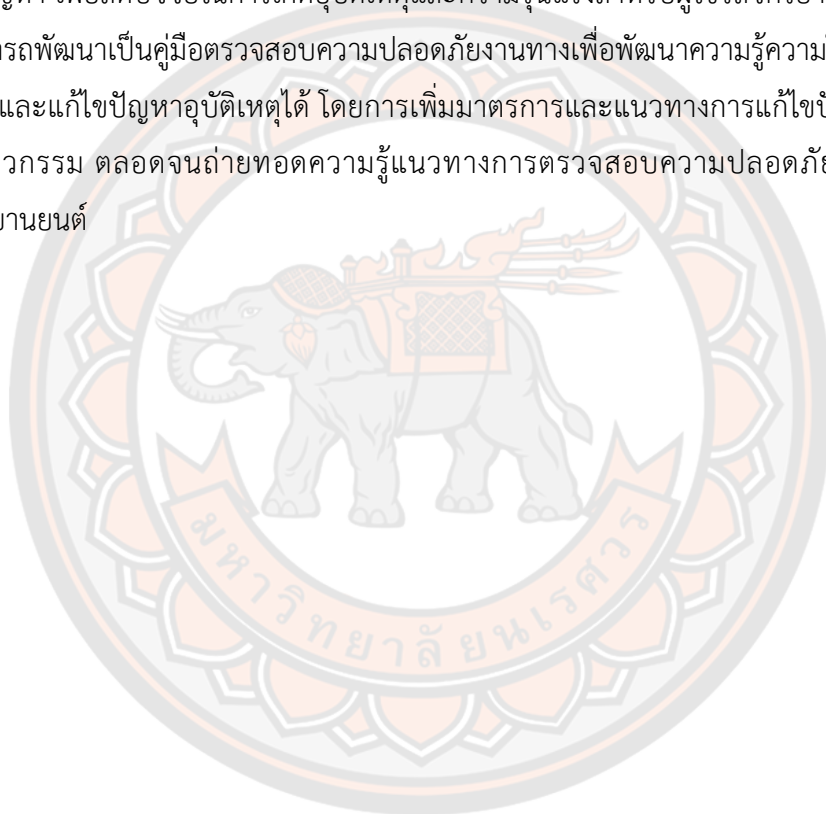 และแก้ไขปัญหาอุบัติเหตุได้ โดยการเพิ่มมาตรการและแนวทางการแก้ไข
รถพัฒนาเป็นคู่มือตรวจสอบความปลอดภัยงานทางเพื่อพัฒนาความรู้ความ
วกรรม ตลอดจนถ่ายทอดความรู้แนวทางการตรวจสอบความปลอดภัย
ยานยนต์
มหาวิทยาลัยนเรศวร